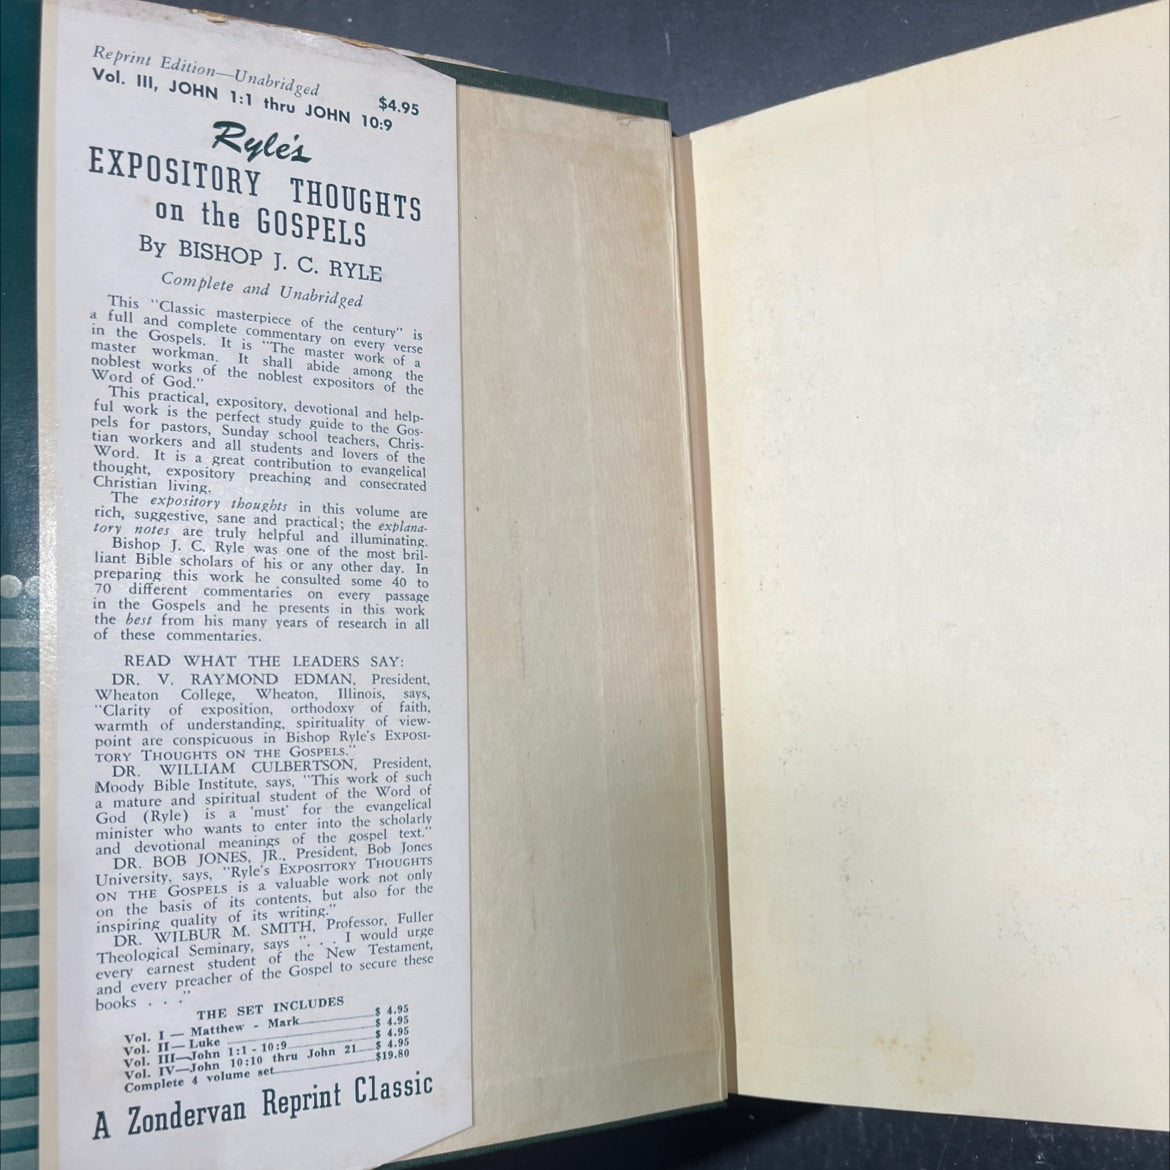 Reprint Edition—Unabridged
Vol. III, JOHN 1:1 thru JOHN 10:9 $4.95
Ryle's
EXPOSITORY THOUGHTS
on the GOSPELS
By BISHOP J. C. RYLE
Complete and Unabridged
This "Classic masterpiece of the century" is
a full and complete commentary on every verse
in the Gospels. It is "The master work of a
master workman. It shall abide among the
noblest works of the noblest expositors of the
Word of God."
This practical, expository, devotional and help-
ful work is the perfect study guide to the Gos-
pels for pastors, Sunday school teachers, Chris-
tian workers and all students and lovers of the
Word. It is a great contribution to evangelical
thought, expository preaching and consecrated
Christian living.
The expository thoughts in this volume are
rich, suggestive, sane and practical; the explana-
tory notes are truly helpful and illuminating.
Bishop J. C. Ryle was one of the most bril-
liant Bible scholars of his or any other day. In
preparing this work he consulted some 40 to
70 different commentaries on every passage
in the Gospels and he presents in this work
the best from his many years of research in all
of these commentaries.
READ WHAT THE LEADERS SAY:
DR. V. RAYMOND EDMAN, President,
Wheaton College, Wheaton, Illinois, says,
"Clarity of exposition, orthodoxy of faith,
warmth of understanding, spirituality of view-
point are conspicuous in Bishop Ryle's EXPOSI-
TORY THOUGHTS ON THE GOSPELS."
DR. WILLIAM CULBERTSON, President,
Moody Bible Institute, says, "This work of such
a mature and spiritual student of the Word of
God (Ryle) is a 'must' for the evangelical
minister who wants to enter into the scholarly
and devotional meanings of the gospel text."
DR. BOB JONES, JR., President, Bob Jones
University, says, "Ryle's EXPOSITORY THOUGHTS
ON THE GOSPELS is a valuable work not only
on the basis of its contents, but also for the
inspiring quality of its writing."
DR. WILBUR M. SMITH, Professor, Fuller
Theological Seminary, says ". . . I would urge
every earnest student of the New Testament,
and every preacher of the Gospel to secure these
books . . ."
THE SET INCLUDES
Vol. I — Matthew - Mark $ 4.95
Vol. II — Luke $ 4.95
Vol. III—John 1:1 - 10:9 $ 4.95
Vol. IV—John 10:10 thru John 21 $ 4.95
Complete 4 volume set $19.80
A Zondervan Reprint Classic